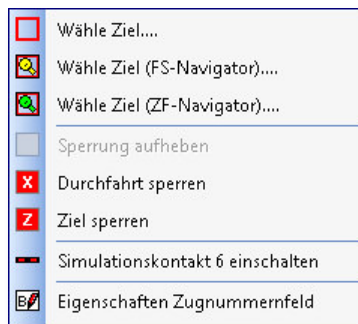 Wähle Ziel....
Wähle Ziel (FS-Navigator)....
Wähle Ziel (ZF-Navigator)....
Sperrung aufheben
X Durchfahrt sperren
Z Ziel sperren
Simulationskontakt 6 einschalten
B Eigenschaften Zugnummernfeld